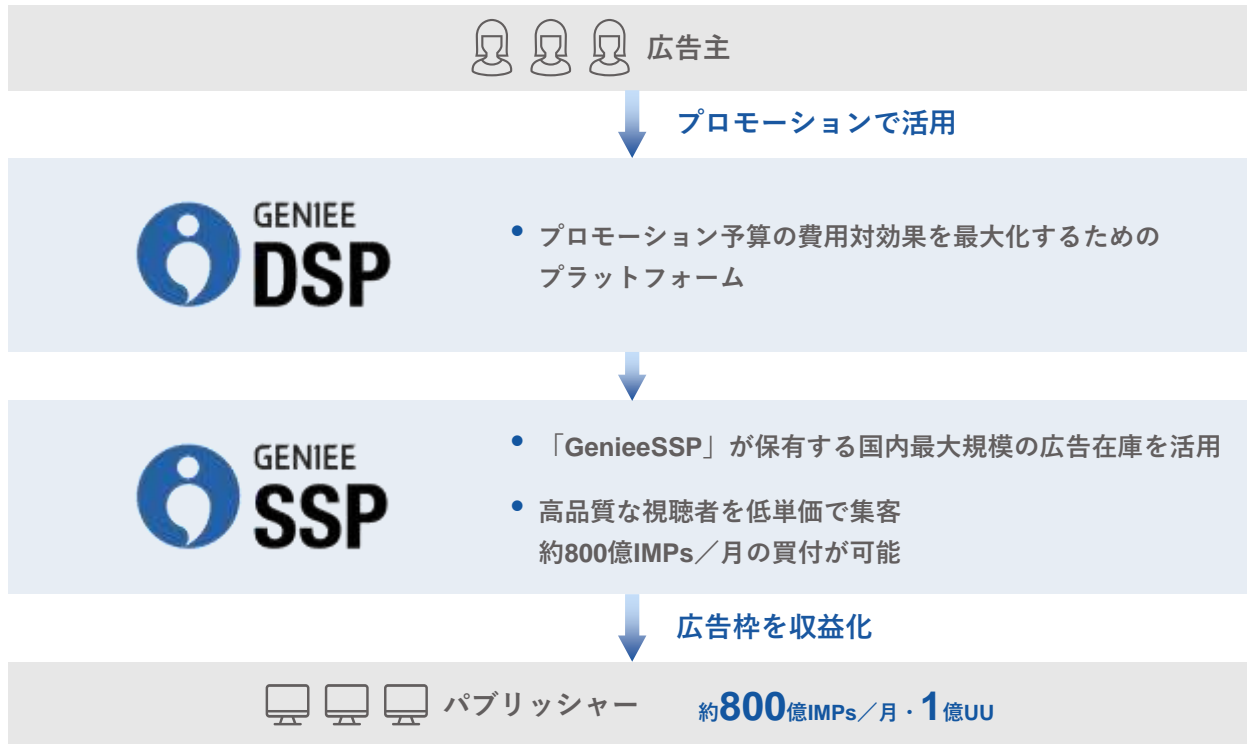 広告主
プロモーションで活用
GENIEE
DSP
• プロモーション予算の費用対効果を最大化するための
プラットフォーム
GENIEE
SSP
• 「GenieeSSP」が保有する国内最大規模の広告在庫を活用
• 高品質な視聴者を低単価で集客
約800億IMPs／月の買付が可能
広告枠を収益化
パブリッシャー 約800億IMPs／月・1億UU